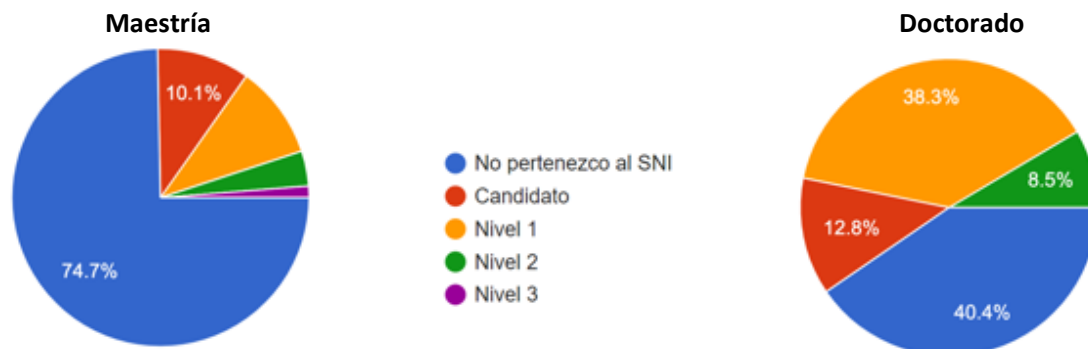 Maestría
10.1%
74.7%
No pertenezco al SNI
Candidato
Nivel 1
Nivel 2
Nivel 3
Doctorado
38.3%
8.5%
12.8%
40.4%